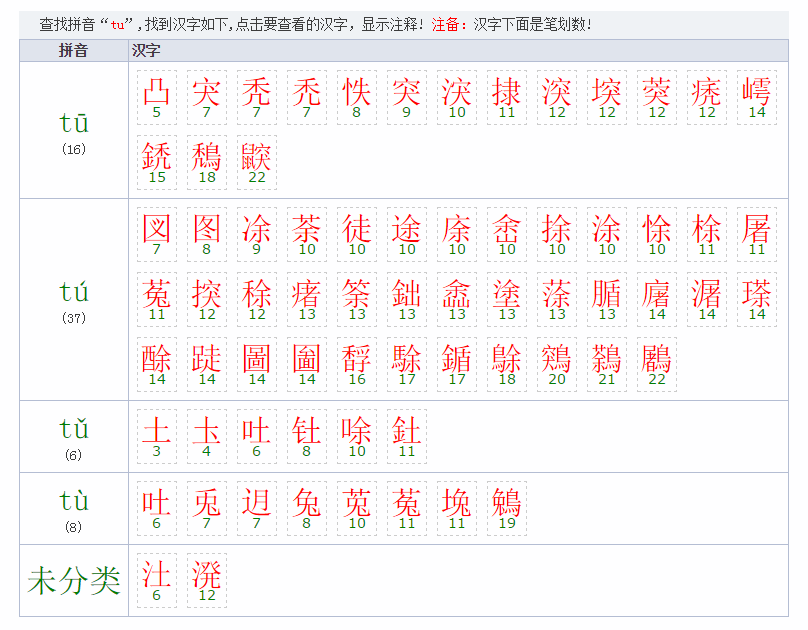 查找拼音“tu”,找到汉字如下,点击要查看的汉字，显示注释！注备：汉字下面是笔划数!
拼音 汉字
tū
(16)
凸 宊 禿 秃 怢 突 涋 捸 湥 堗 葖 痜 嶀
5 7 7 7 8 9 10 11 12 12 12 12 14
鋵 鵚 鼵
15 18 22
tú
(37)
図 图 凃 荼 徒 途 庩 峹 捈 涂 悇 梌 屠
7 8 9 10 10 10 10 10 10 10 10 11 11
菟 揬 稌 瘏 筡 鈯 嵞 塗 蒤 腯 廜 潳 瑹
11 12 12 13 13 13 13 13 13 13 14 14 14
酴 跿 圖 圗 馟 駼 鍎 鵌 鶟 鷋 鷵
14 14 14 14 16 17 17 18 20 21 22
tǔ
(6)
土 圡 吐 钍 唋 釷
3 4 6 8 10 11
tù
(8)
吐 兎 迌 兔 莵 菟 堍 鵵
6 7 7 8 10 11 11 19
未分类
汢 溌
6 12